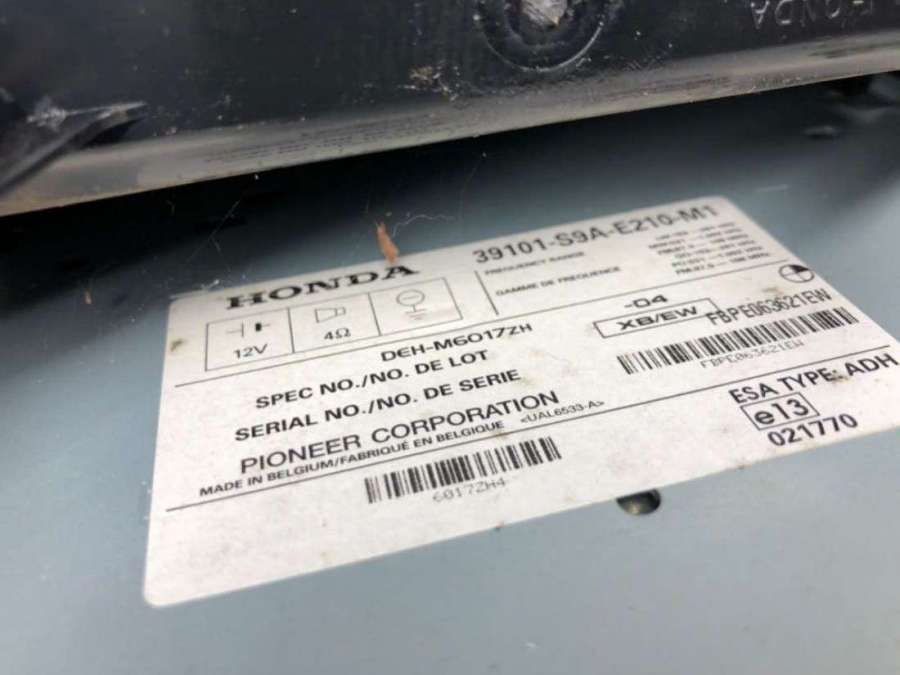 HONDA
HONDA
39101-S9A-E210-M1
FREQUENCY RANGE
GAMME DE FREQUENCE
12V
4Ω
DEH-M6017ZH
-04
XB/EW
SPEC NO./NO. DE LOT
FBPE063621EW
SERIAL NO./NO. DE SERIE
FBPE063621EW
PIONEER CORPORATION
<UAL6533-A>
MADE IN BELGIUM/FABRIQUÉ EN BELGIQUE
6017ZH4
ESA TYPE: ADH
e13
021770